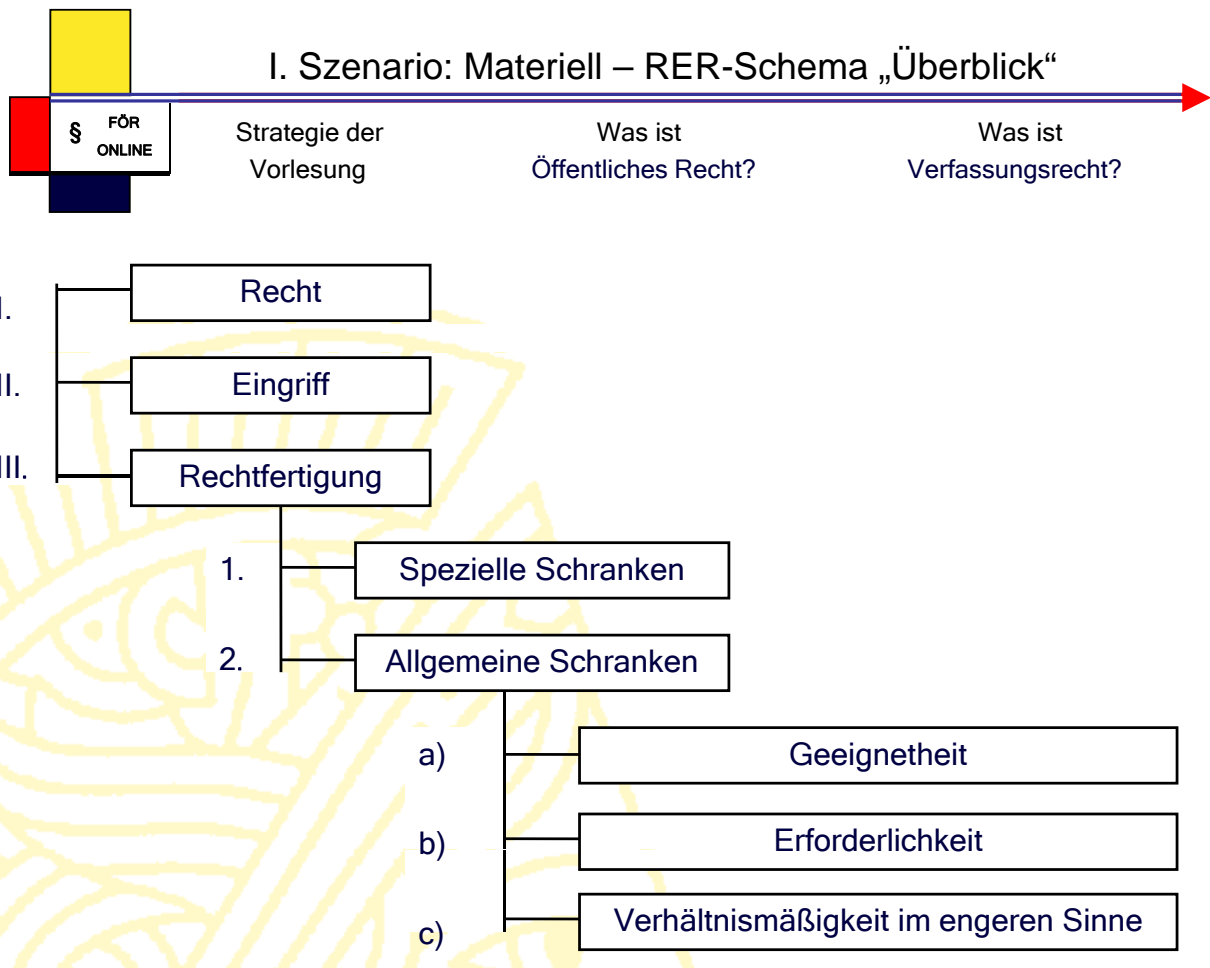 I. Szenario: Materiell – RER-Schema „Überblick“
§ FÖR
ONLINE
Strategie der
Vorlesung
Was ist
Öffentliches Recht?
Was ist
Verfassungsrecht?
I. Recht
II. Eingriff
III. Rechtfertigung
1. Spezielle Schranken
2. Allgemeine Schranken
a) Geeignetheit
b) Erforderlichkeit
c) Verhältnismäßigkeit im engeren Sinne